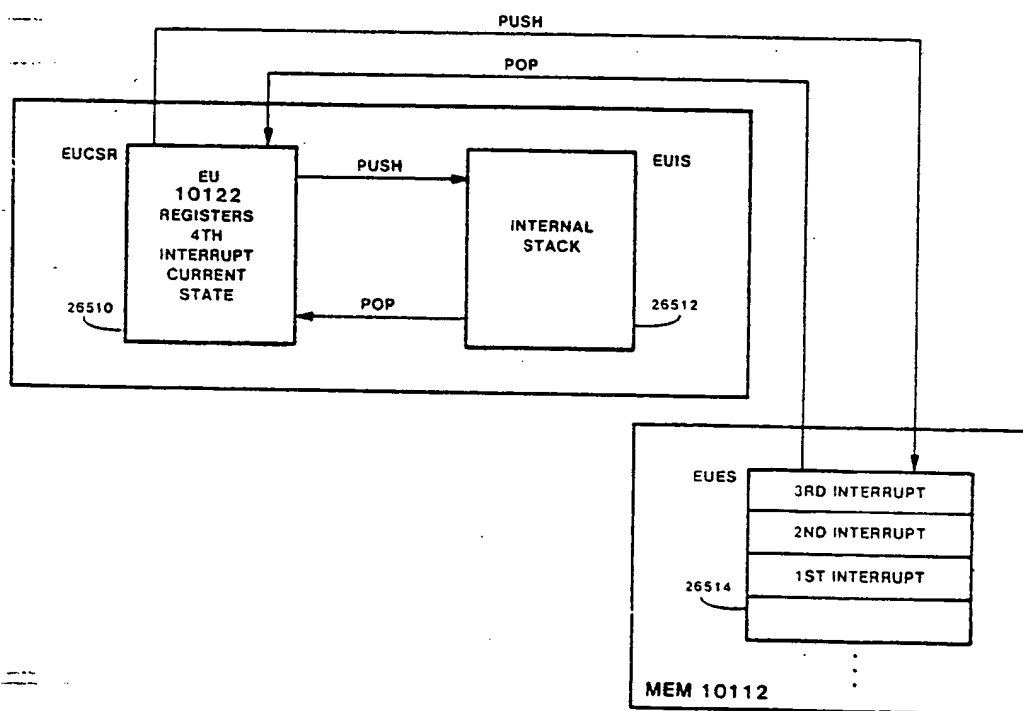 PUSH
POP
EUCSR
EU
10122
REGISTERS
4TH
INTERRUPT
CURRENT
STATE
26510
PUSH
POP
INTERNAL
STACK
EUIS
26512
EUES
3RD INTERRUPT
2ND INTERRUPT
1ST INTERRUPT
26514
MEM 10112